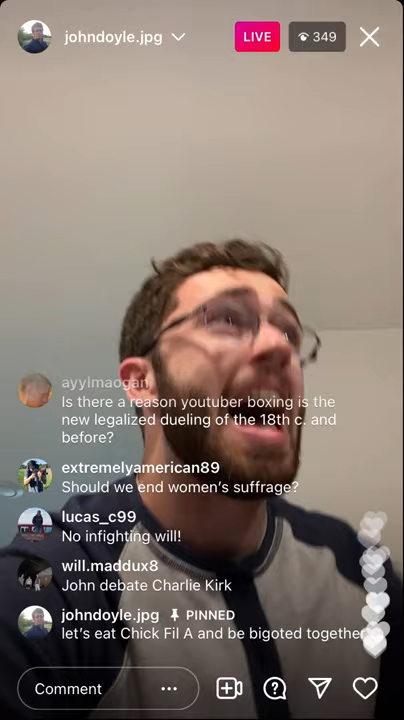 johndoyle.jpg
LIVE
349
ayylmaogan
Is there a reason youtuber boxing is the
new legalized dueling of the 18th c. and
before?
extremelyamerican89
Should we end women's suffrage?
lucas_c99
No infighting will!
will.maddux8
John debate Charlie Kirk
johndoyle.jpg PINNED
let's eat Chick Fil A and be bigoted together
Comment